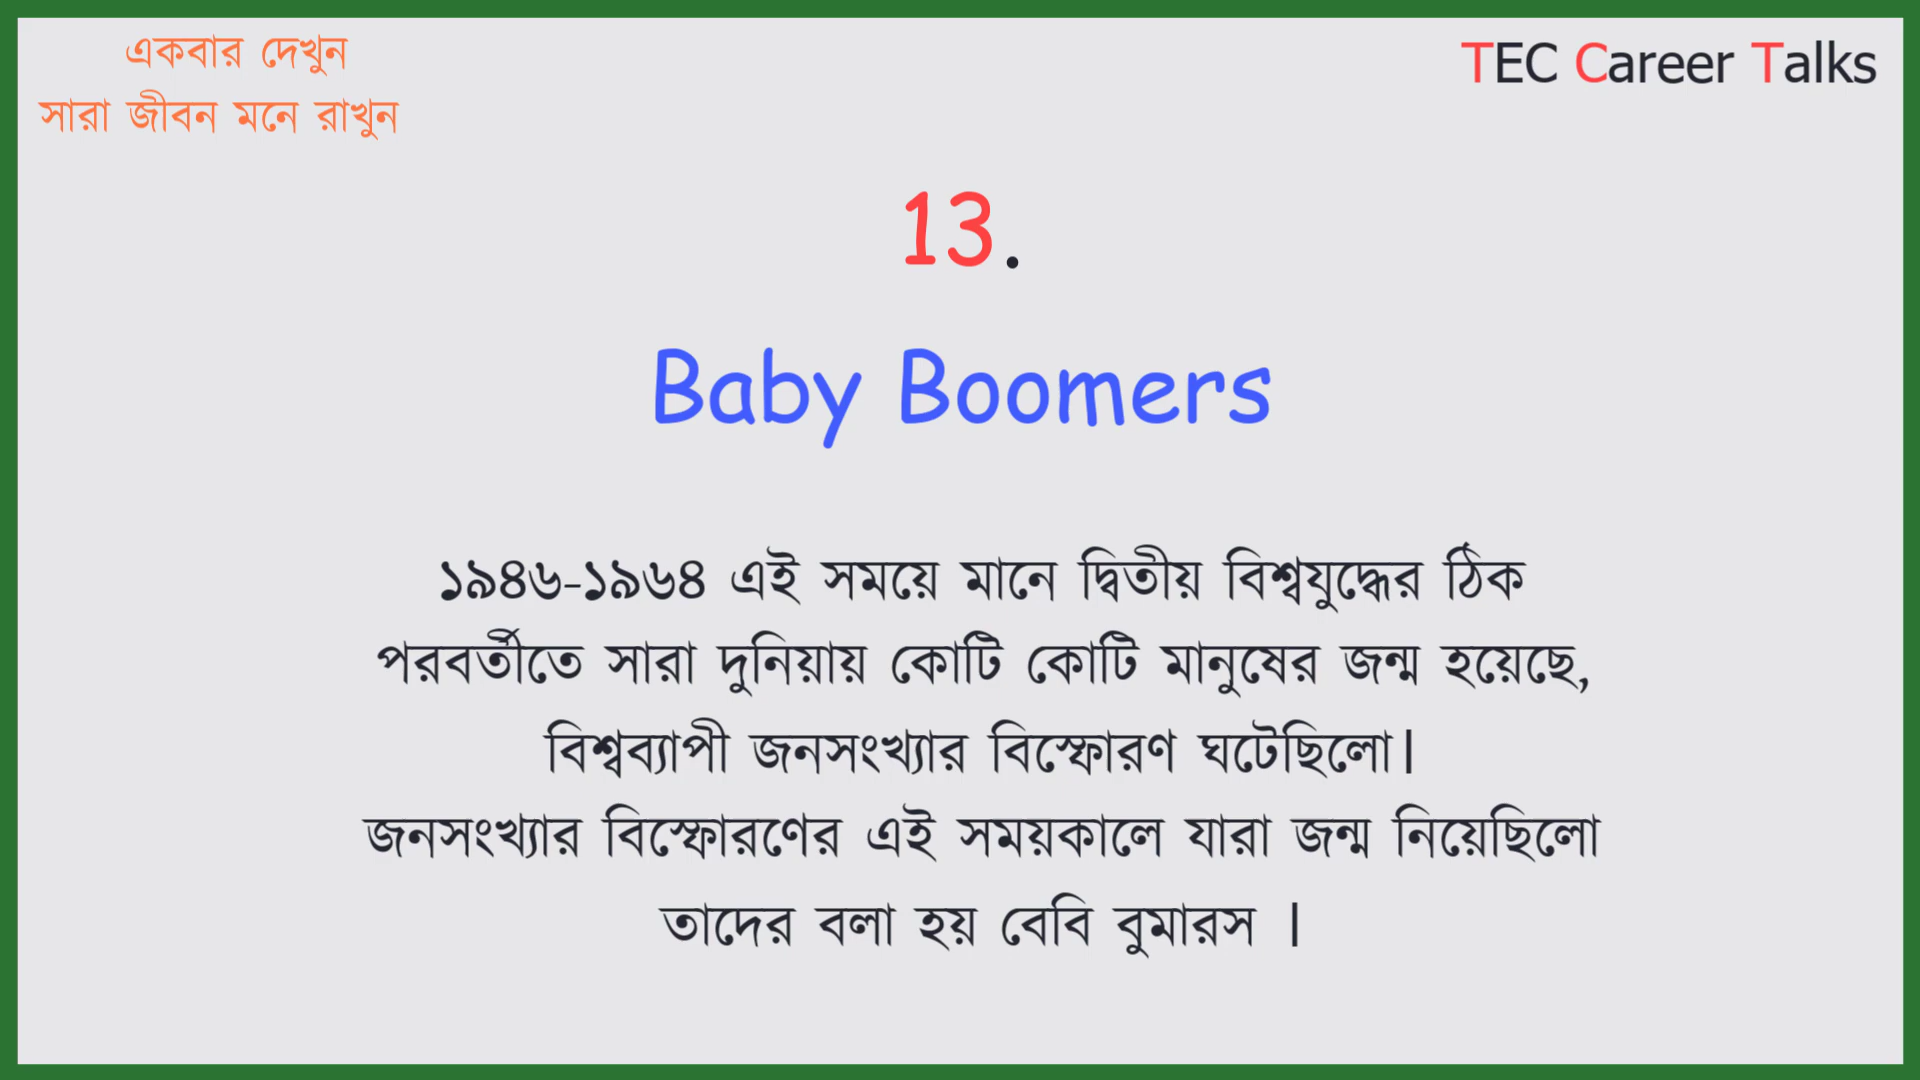 একবার দেখুন
সারা জীবন মনে রাখুন
TEC Career Talks
13.
Baby Boomers
১৯৪৬-১৯৬৪ এই সময়ে মানে দ্বিতীয় বিশ্বযুদ্ধের ঠিক
পরবর্তীতে সারা দুনিয়ায় কোটি কোটি মানুষের জন্ম হয়েছে,
বিশ্বব্যাপী জনসংখ্যার বিস্ফোরণ ঘটেছিলো।
জনসংখ্যার বিস্ফোরণের এই সময়কালে যারা জন্ম নিয়েছিলো
তাদের বলা হয় বেবি বুমারস ।